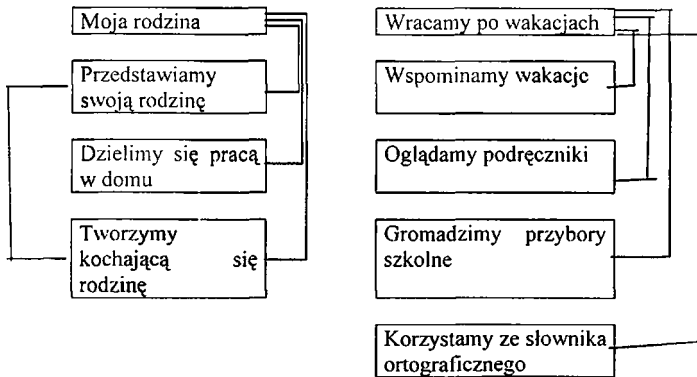 Moja rodzina
Przedstawiamy
swoją rodzinę
Dzielimy się pracą
w domu
Tworzymy
kochającą się
rodzinę
Wracamy po wakacjach
Wspominamy wakacje
Oglądamy podręczniki
Gromadzimy przybory
szkolne
Korzystamy ze słownika
ortograficznego